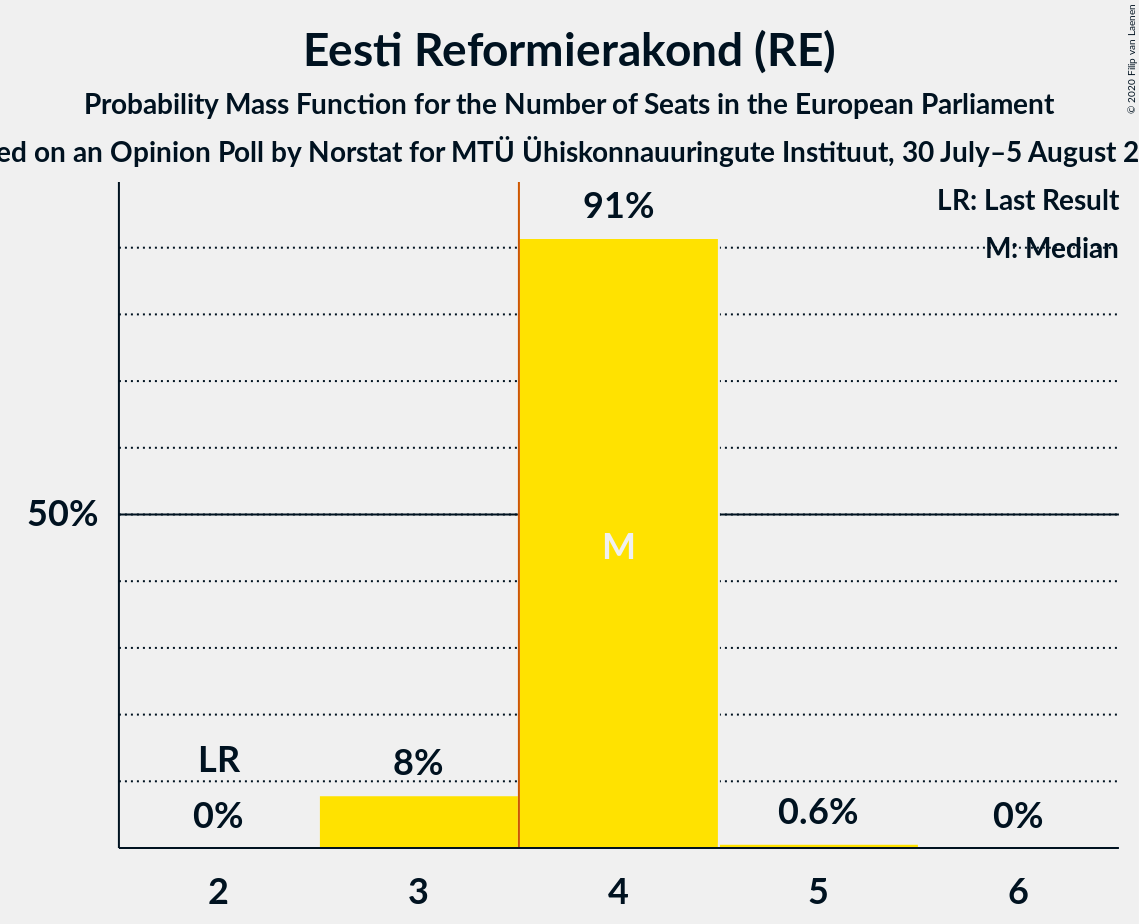 Eesti Reformierakond (RE)
Probability Mass Function for the Number of Seats in the European Parliament
ed on an Opinion Poll by Norstat for MTÜ Ühiskonnauuringute Instituut, 30 July–5 August 2
© 2020 Filip van Laenen
LR: Last Result
M: Median
91%
50%
M
LR
8%
0%
0.6%
0%
2 3 4 5 6